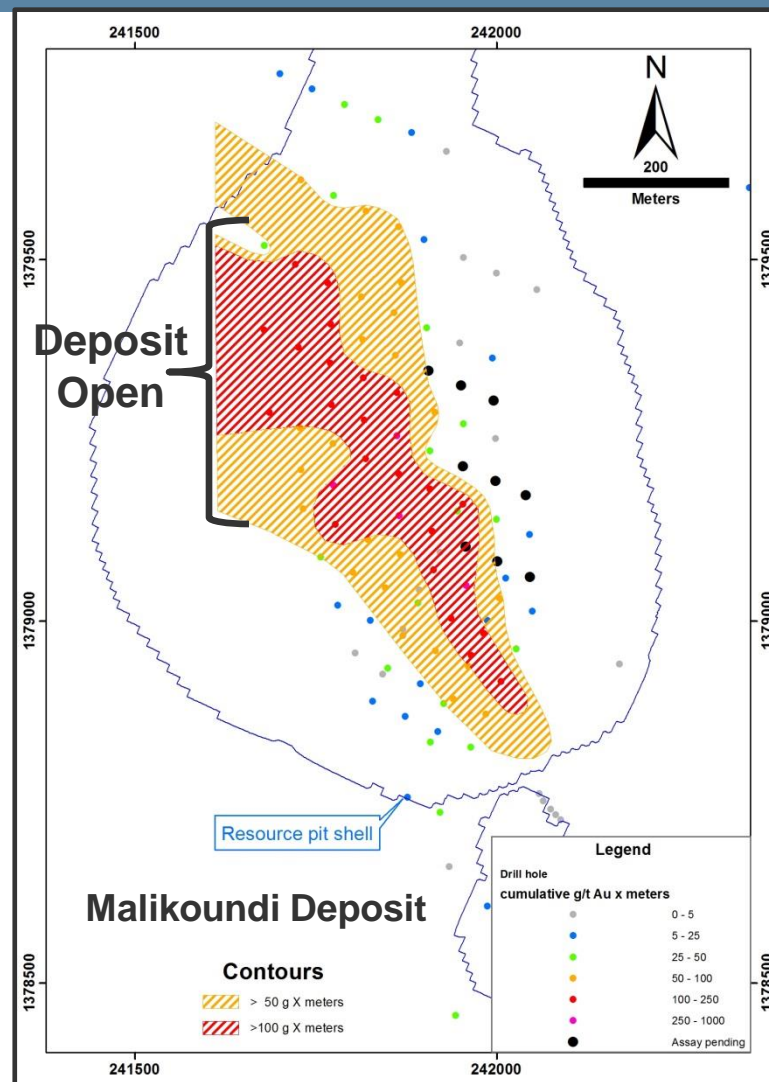 241500
242000
N
200
Meters
1379500
1379500
Deposit
Open
1379000
1379000
Resource pit shell
Malikoundi Deposit
Contours
> 50 g X meters
>100 g X meters
Legend
Drill hole
cumulative g/t Au x meters
0 - 5
5 - 25
25 - 50
50 - 100
100 - 250
250 - 1000
Assay pending
1378500
1378500
241500
242000